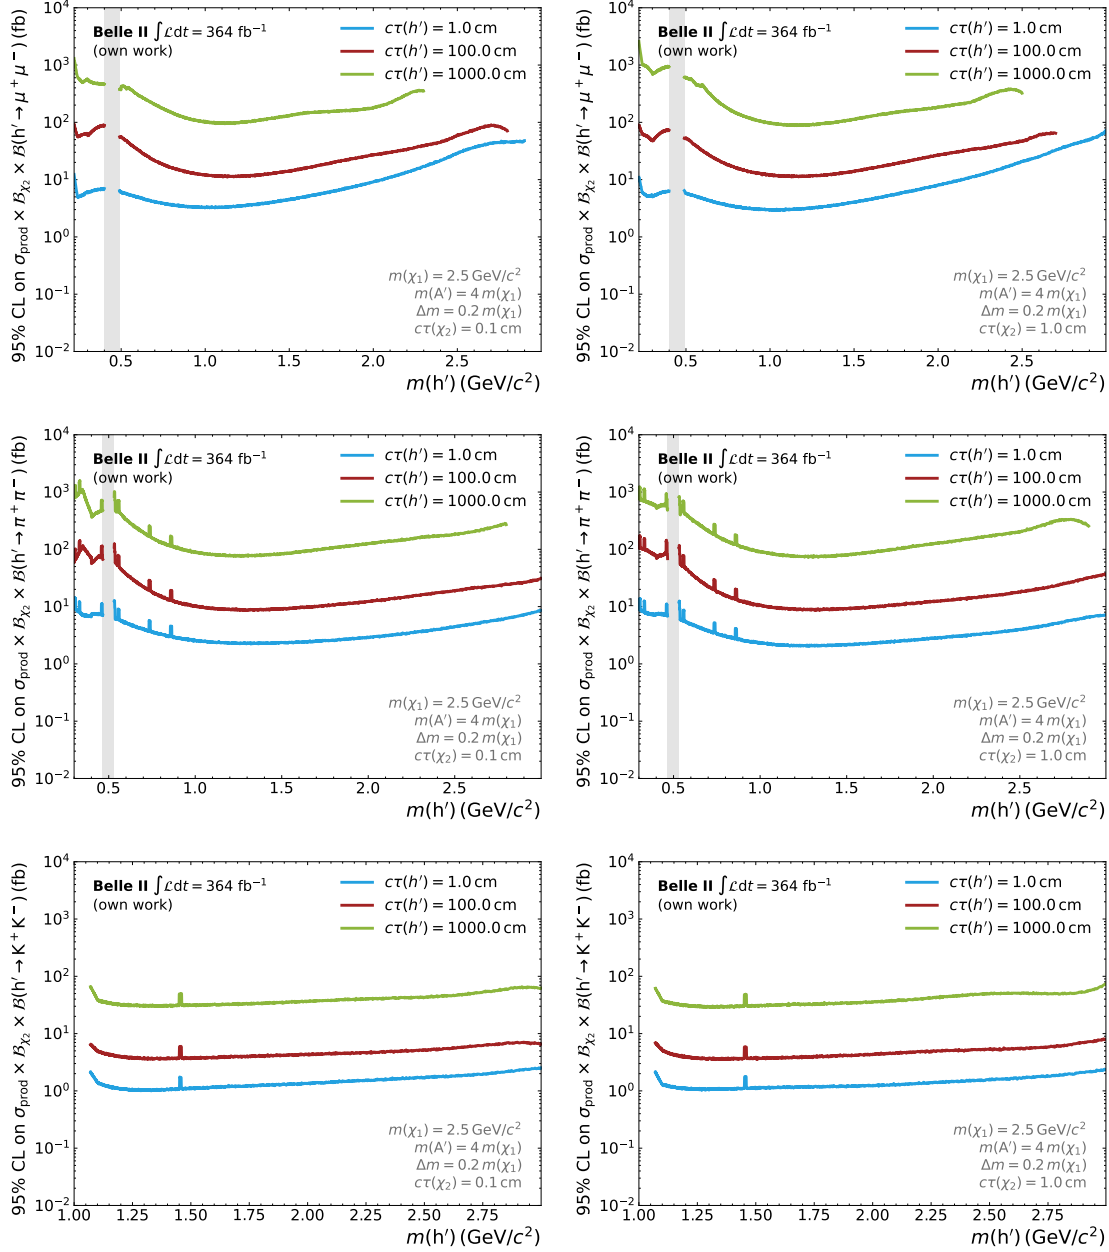 95% CL on σprod × Bχ2 × B(h′ → μ+μ−) (fb)
10⁴
10³
10²
10¹
10⁰
10⁻¹
10⁻²
Belle II ∫ℒdt = 364 fb⁻¹
(own work)
cτ(h′) = 1.0 cm
cτ(h′) = 100.0 cm
cτ(h′) = 1000.0 cm
m(χ₁) = 2.5 GeV/c²
m(A′) = 4 m(χ₁)
Δm = 0.2 m(χ₁)
cτ(χ₂) = 0.1 cm
0.5 1.0 1.5 2.0 2.5
m(h′) (GeV/c²)
95% CL on σprod × Bχ2 × B(h′ → μ+μ−) (fb)
10⁴
10³
10²
10¹
10⁰
10⁻¹
10⁻²
Belle II ∫ℒdt = 364 fb⁻¹
(own work)
cτ(h′) = 1.0 cm
cτ(h′) = 100.0 cm
cτ(h′) = 1000.0 cm
m(χ₁) = 2.5 GeV/c²
m(A′) = 4 m(χ₁)
Δm = 0.2 m(χ₁)
cτ(χ₂) = 1.0 cm
0.5 1.0 1.5 2.0 2.5
m(h′) (GeV/c²)
95% CL on σprod × Bχ2 × B(h′ → π+π−) (fb)
10⁴
10³
10²
10¹
10⁰
10⁻¹
10⁻²
Belle II ∫ℒdt = 364 fb⁻¹
(own work)
cτ(h′) = 1.0 cm
cτ(h′) = 100.0 cm
cτ(h′) = 1000.0 cm
m(χ₁) = 2.5 GeV/c²
m(A′) = 4 m(χ₁)
Δm = 0.2 m(χ₁)
cτ(χ₂) = 0.1 cm
0.5 1.0 1.5 2.0 2.5
m(h′) (GeV/c²)
95% CL on σprod × Bχ2 × B(h′ → π+π−) (fb)
10⁴
10³
10²
10¹
10⁰
10⁻¹
10⁻²
Belle II ∫ℒdt = 364 fb⁻¹
(own work)
cτ(h′) = 1.0 cm
cτ(h′) = 100.0 cm
cτ(h′) = 1000.0 cm
m(χ₁) = 2.5 GeV/c²
m(A′) = 4 m(χ₁)
Δm = 0.2 m(χ₁)
cτ(χ₂) = 1.0 cm
0.5 1.0 1.5 2.0 2.5
m(h′) (GeV/c²)
95% CL on σprod × Bχ2 × B(h′ → K+K−) (fb)
10⁴
10³
10²
10¹
10⁰
10⁻¹
10⁻²
Belle II ∫ℒdt = 364 fb⁻¹
(own work)
cτ(h′) = 1.0 cm
cτ(h′) = 100.0 cm
cτ(h′) = 1000.0 cm
m(χ₁) = 2.5 GeV/c²
m(A′) = 4 m(χ₁)
Δm = 0.2 m(χ₁)
cτ(χ₂) = 0.1 cm
1.00 1.25 1.50 1.75 2.00 2.25 2.50 2.75
m(h′) (GeV/c²)
95% CL on σprod × Bχ2 × B(h′ → K+K−) (fb)
10⁴
10³
10²
10¹
10⁰
10⁻¹
10⁻²
Belle II ∫ℒdt = 364 fb⁻¹
(own work)
cτ(h′) = 1.0 cm
cτ(h′) = 100.0 cm
cτ(h′) = 1000.0 cm
m(χ₁) = 2.5 GeV/c²
m(A′) = 4 m(χ₁)
Δm = 0.2 m(χ₁)
cτ(χ₂) = 1.0 cm
1.00 1.25 1.50 1.75 2.00 2.25 2.50 2.75
m(h′) (GeV/c²)